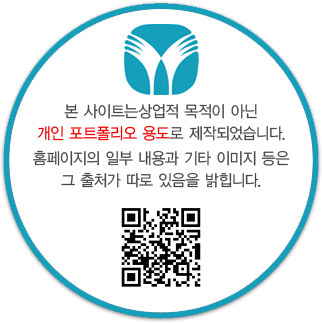 본 사이트는상업적 목적이 아닌
개인 포트폴리오 용도로 제작되었습니다.
홈페이지의 일부 내용과 기타 이미지 등은
그 출처가 따로 있음을 밝힙니다.